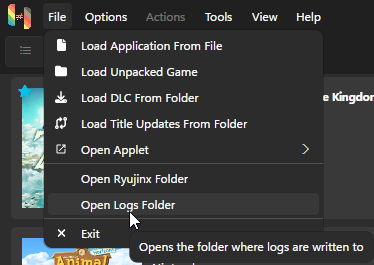 File Options Actions Tools View Help
Load Application From File
Load Unpacked Game
Load DLC From Folder
Load Title Updates From Folder
Open Applet
Open Ryujinx Folder
Open Logs Folder
Exit
Opens the folder where logs are written to
e Kingdom
Animal